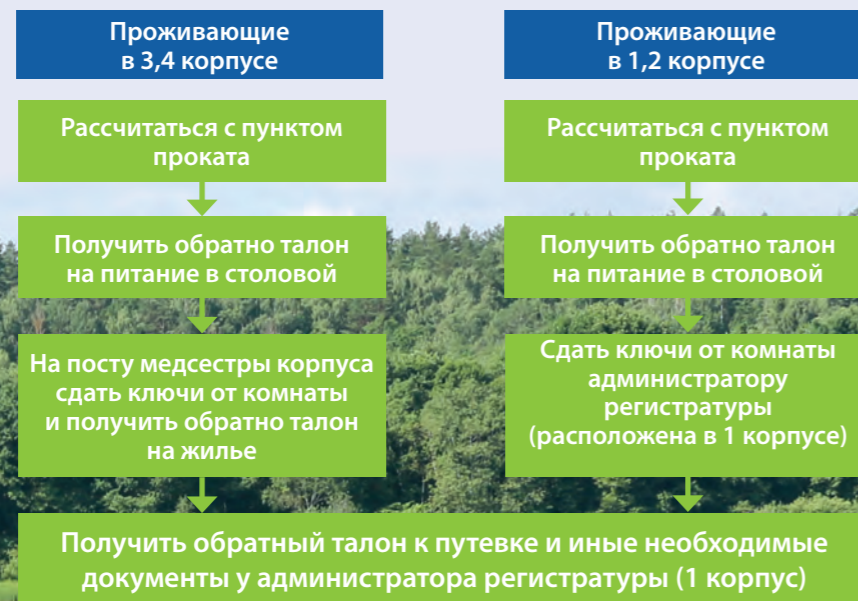 Проживающие
в 3,4 корпусе
Рассчитаться с пунктом
проката
Получить обратно талон
на питание в столовой
На посту медсестры корпуса
сдать ключи от комнаты
и получить обратно талон
на жилье
Проживающие
в 1,2 корпусе
Рассчитаться с пунктом
проката
Получить обратно талон
на питание в столовой
Сдать ключи от комнаты
администратору
регистратуры
(расположена в 1 корпусе)
Получить обратный талон к путевке и иные необходимые
документы у администратора регистратуры (1 корпус)